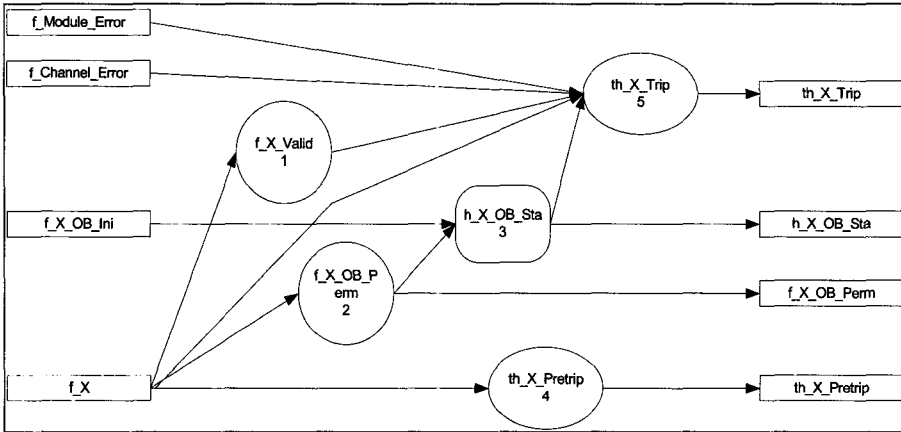 f_Module_Error
f_Channel_Error
th_X_Trip
5
th_X_Trip
f_X_Valid
1
f_X_OB_Ini
h_X_OB_Sta
3
h_X_OB_Sta
f_X_OB_P
erm
2
f_X_OB_Perm
f_X
th_X_Pretrip
4
th_X_Pretrip